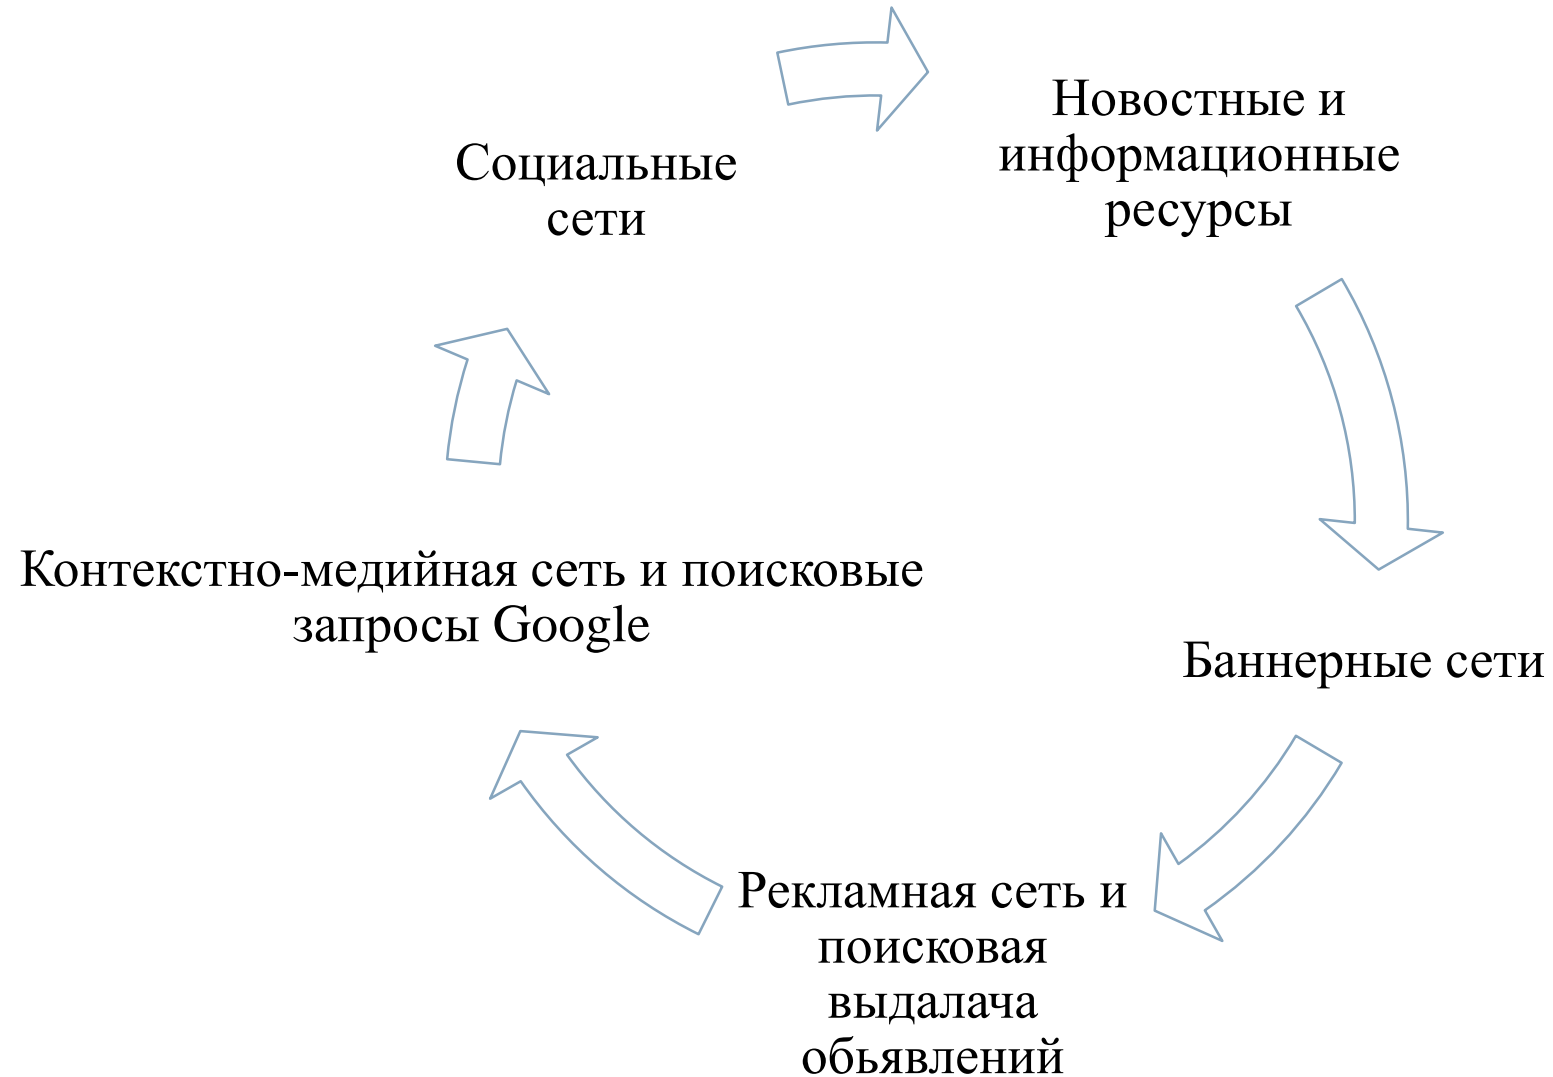 Социальные
сети
Новостные и
информационные
ресурсы
Баннерные сети
Рекламная сеть и
поисковая
выдалача
обьявлений
Контекстно-медийная сеть и поисковые
запросы Google